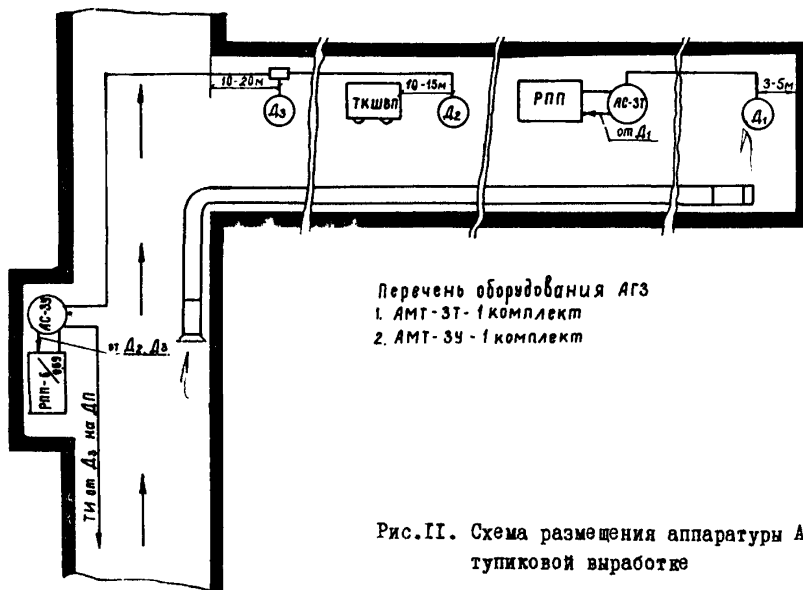 10-20м
Д3
ТКШВП
10-15м
Д2
РПП
АС-3Т
от Д1
3-5м
Д1
АС-3У
от Д2, Д3
ТИ от Д3 на ДП
Перечень оборудования АГЗ
1. АМТ-3Т-1 комплект
2. АМТ-3У-1 комплект
Рис.II. Схема размещения аппаратуры А
тупиковой выработке